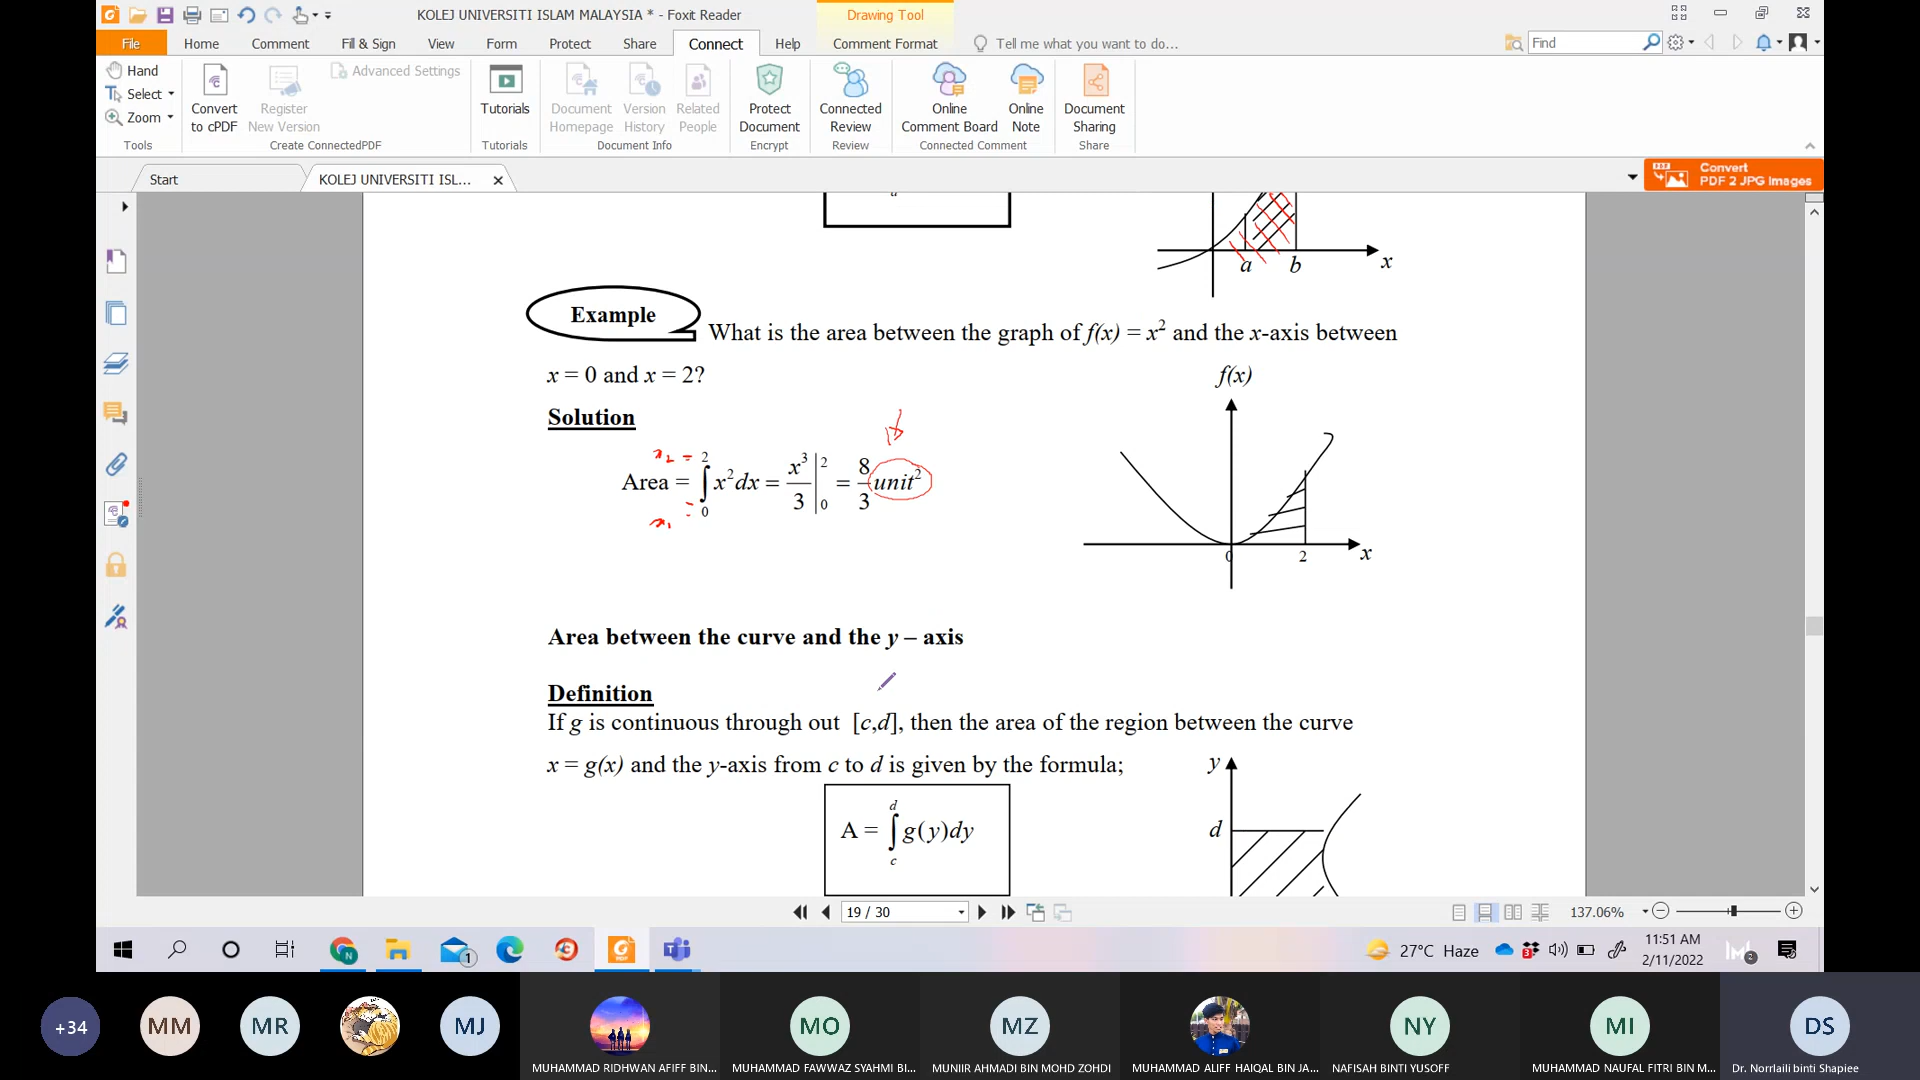 KOLEJ UNIVERSITI ISLAM MALAYSIA * - Foxit Reader
Drawing Tool
File Home Comment Fill & Sign View Form Protect Share Connect Help Comment Format Tell me what you want to do... Find
Hand
Select
Zoom
Tools
Convert to cPDF
Register New Version
Advanced Settings
Create ConnectedPDF
Tutorials
Tutorials
Document Homepage
Version History
Related People
Document Info
Protect Document
Encrypt
Connected Review
Review
Online Comment Board
Online Note
Connected Comment
Document Sharing
Share
Start
KOLEJ UNIVERSITI ISL...
Convert
PDF 2 JPG Images
a
a b x
Example
What is the area between the graph of f(x) = x² and the x-axis between
x = 0 and x = 2?
f(x)
Solution
x₂ =
x₁ =
Area = ∫₀² x²dx = x³/3 |₀² = 8/3 unit²
0 2 x
Area between the curve and the y – axis
Definition
If g is continuous through out [c,d], then the area of the region between the curve
x = g(x) and the y-axis from c to d is given by the formula;
y
d
A = ∫_c^d g(y)dy
19 / 30
137.06%
1
27°C Haze
3
11:51 AM
2/11/2022
2
+34 MM MR MJ MO MZ NY MI DS
MUHAMMAD RIDHWAN AFIFF BIN...
MUHAMMAD FAWWAZ SYAHMI BI...
MUNIIR AHMADI BIN MOHD ZOHDI
MUHAMMAD ALIFF HAIQAL BIN JA...
NAFISAH BINTI YUSOFF
MUHAMMAD NAUFAL FITRI BIN M...
Dr. Norrlaili binti Shapiee